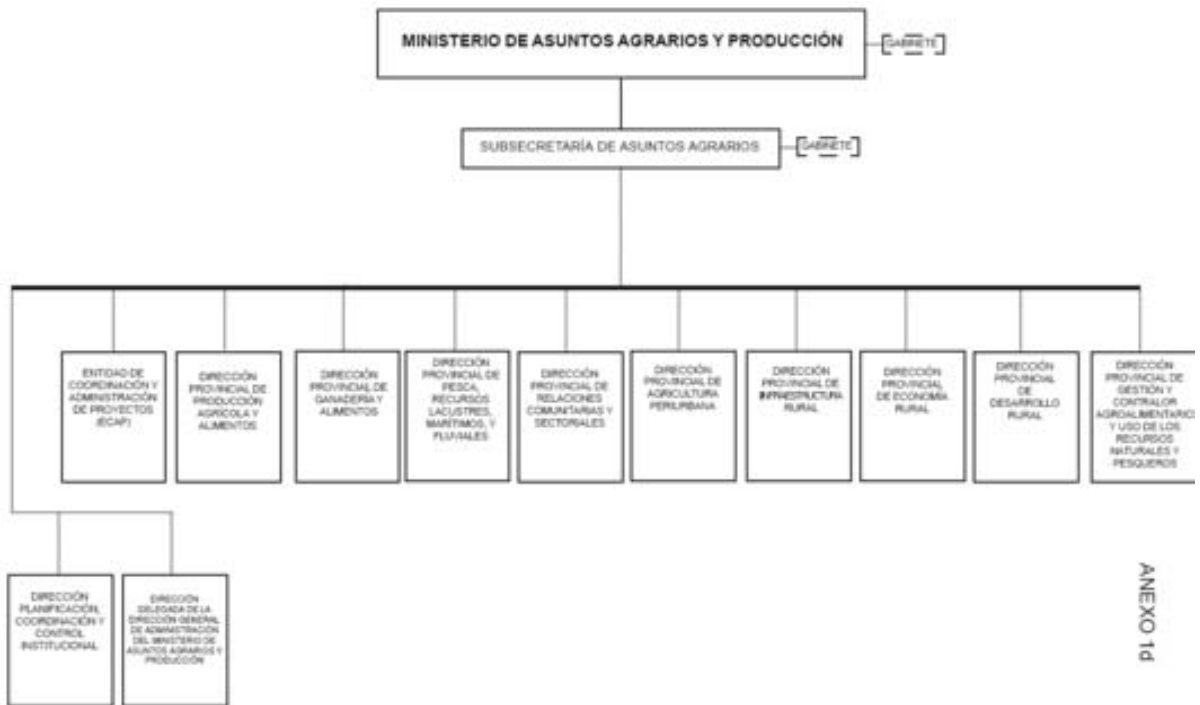 MINISTERIO DE ASUNTOS AGRARIOS Y PRODUCCIÓN
GABINETE
SUBSECRETARÍA DE ASUNTOS AGRARIOS
GABINETE
ENTIDAD DE
COORDINACIÓN Y
ADMINISTRACIÓN
DE PROYECTOS
(ECAP)
DIRECCIÓN
PROVINCIAL DE
PRODUCCIÓN
AGRÍCOLA Y
ALIMENTOS
DIRECCIÓN
PROVINCIAL DE
GANADERÍA Y
ALIMENTOS
DIRECCIÓN
PROVINCIAL DE
PESCA,
RECURSOS
LACUSTRES,
MARÍTIMOS, Y
FLUVIALES
DIRECCIÓN
PROVINCIAL DE
RELACIONES
COMUNITARIAS Y
SECTORIALES
DIRECCIÓN
PROVINCIAL DE
AGRICULTURA
PERIURBANA
DIRECCIÓN
PROVINCIAL DE
INFRAESTRUCTURA
RURAL
DIRECCIÓN
PROVINCIAL
DE ECONOMÍA
RURAL
DIRECCIÓN
PROVINCIAL
DE
DESARROLLO
RURAL
DIRECCIÓN
PROVINCIAL DE
GESTIÓN Y
CONTRALOR
AGROALIMENTARIO
Y USO DE LOS
RECURSOS
NATURALES Y
PESQUEROS
DIRECCIÓN
PLANIFICACIÓN,
COORDINACIÓN Y
CONTROL
INSTITUCIONAL
DIRECCIÓN
DELEGADA DE LA
DIRECCIÓN GENERAL
DE ADMINISTRACIÓN
DEL MINISTERIO DE
ASUNTOS AGRARIOS Y
PRODUCCIÓN
ANEXO 1d